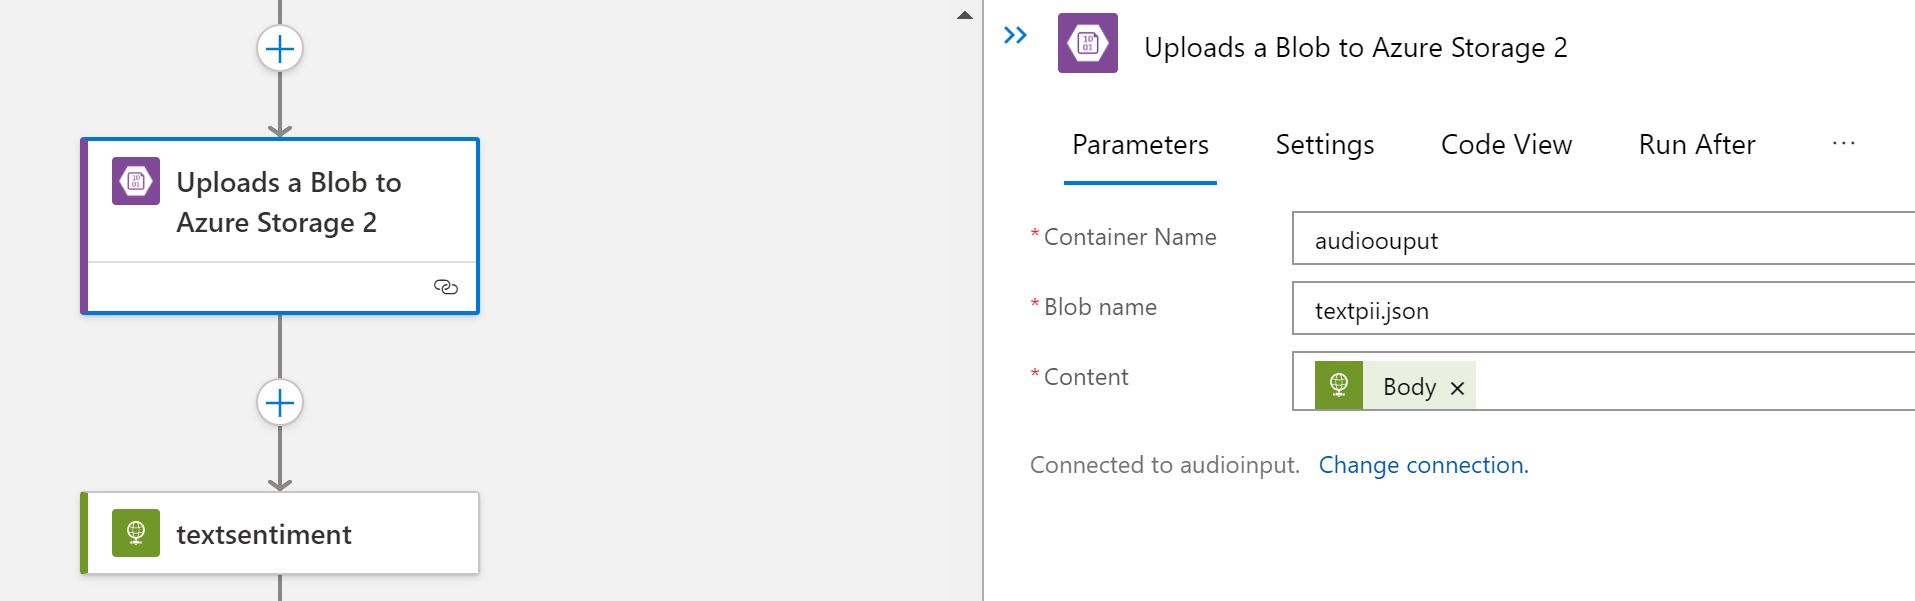 Uploads a Blob to
Azure Storage 2
textsentiment
Uploads a Blob to Azure Storage 2
Parameters Settings Code View Run After ...
* Container Name audioouput
* Blob name textpii.json
* Content Body ×
Connected to audioinput. Change connection.